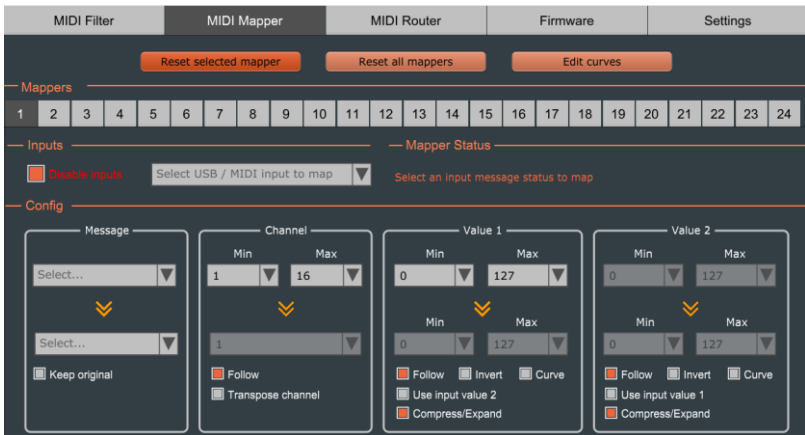 MIDI Filter MIDI Mapper MIDI Router Firmware Settings
Reset selected mapper Reset all mappers Edit curves
Mappers
1 2 3 4 5 6 7 8 9 10 11 12 13 14 15 16 17 18 19 20 21 22 23 24
Inputs Mapper Status
Disable inputs Select USB / MIDI input to map Select an input message status to map
Config
Message Channel Value 1 Value 2
Min Max Min Max Min Max
Select... 1 16 0 127 0 127
Min Max Min Max
Select... 1 0 127 0 127
Keep original Follow Follow Invert Curve Follow Invert Curve
Transpose channel Use input value 2 Use input value 1
Compress/Expand Compress/Expand